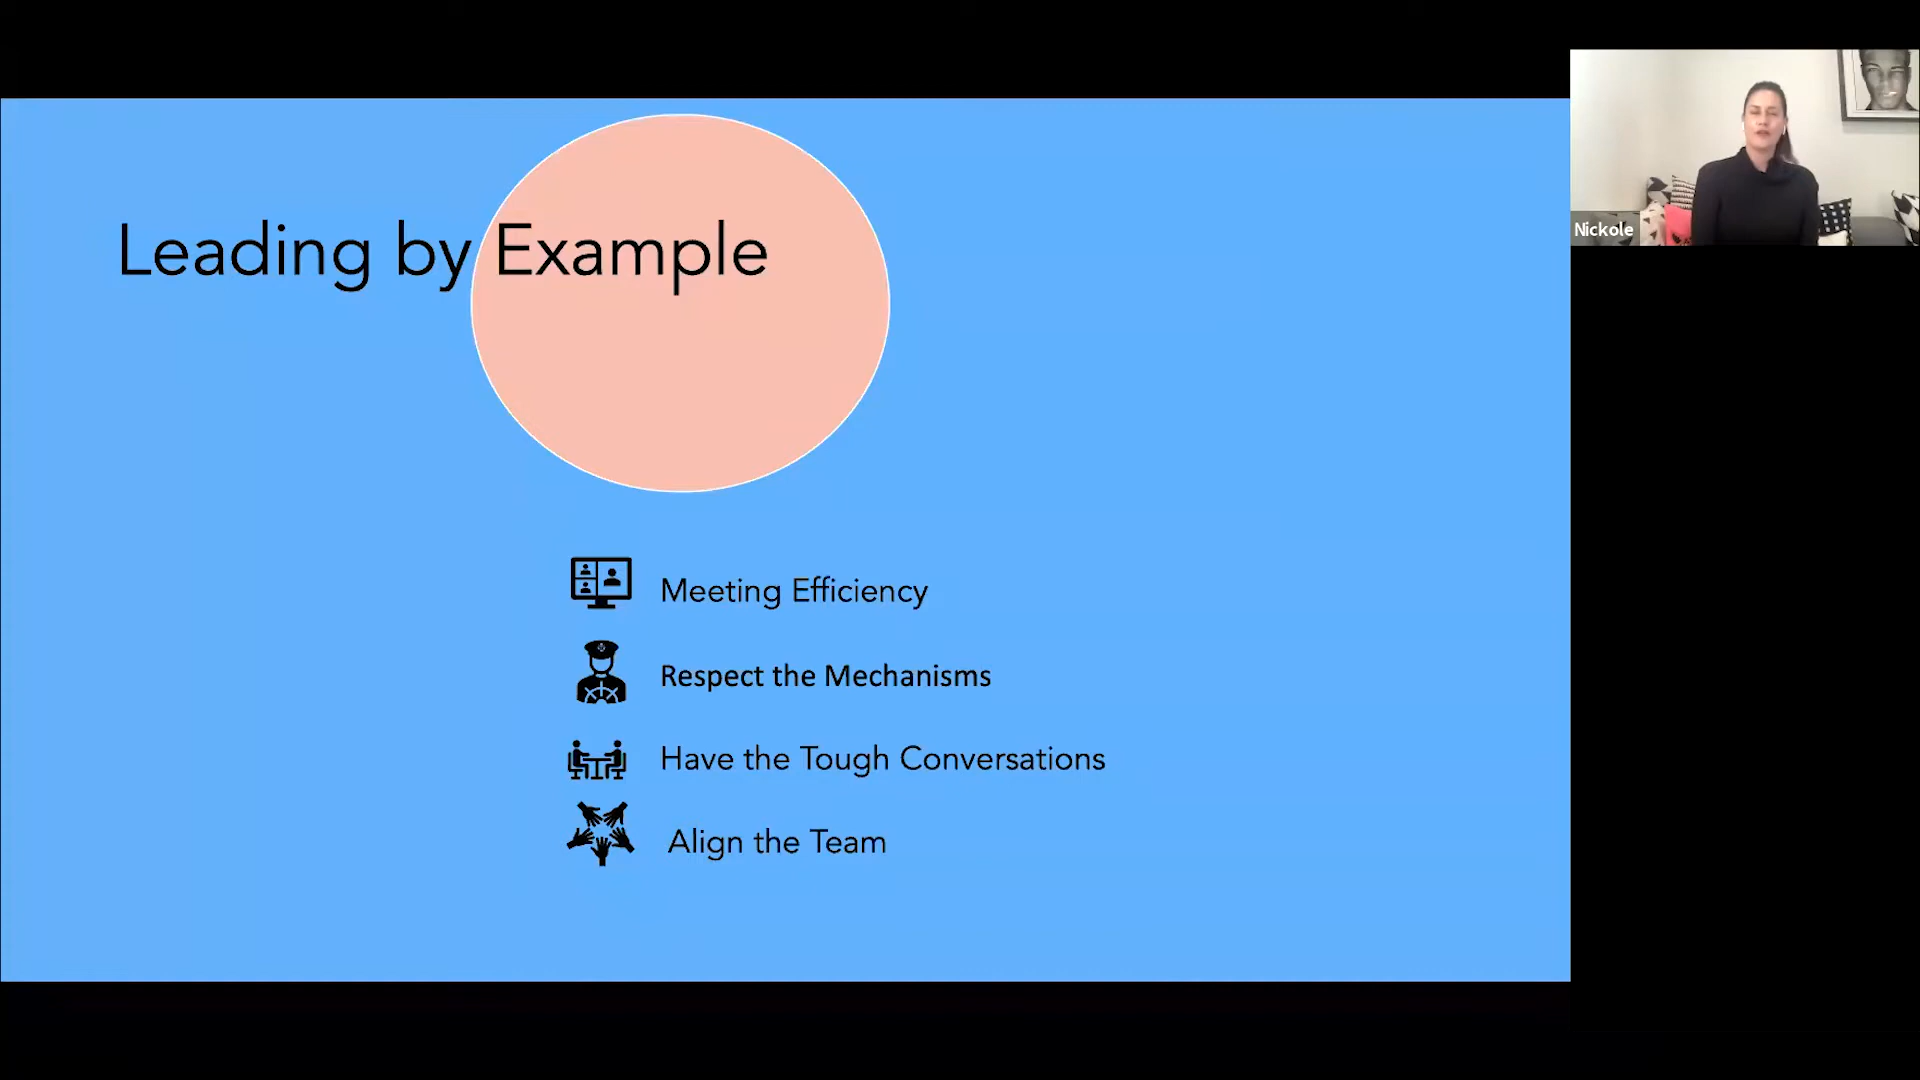 Leading by Example
Nickole
Meeting Efficiency
Respect the Mechanisms
Have the Tough Conversations
Align the Team